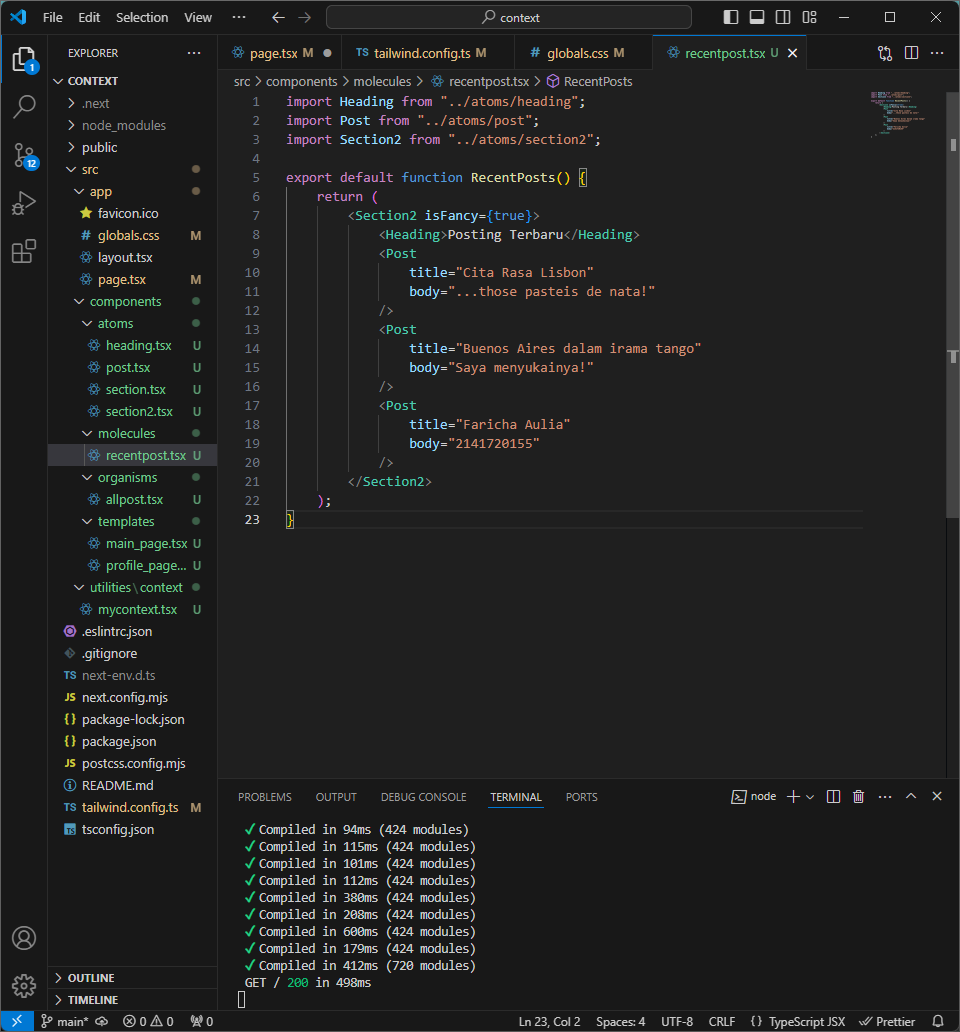 File Edit Selection View ··· context
1
12
EXPLORER ···
CONTEXT
.next
node_modules
public
src
app
favicon.ico
# globals.css M
layout.tsx
page.tsx M
components
atoms
heading.tsx U
post.tsx U
section.tsx U
section2.tsx U
molecules
recentpost.tsx U
organisms
allpost.tsx U
templates
main_page.tsx U
profile_page... U
utilities\context
mycontext.tsx U
.eslintrc.json
.gitignore
TS next-env.d.ts
JS next.config.mjs
{} package-lock.json
{} package.json
JS postcss.config.mjs
README.md
TS tailwind.config.ts M
TS tsconfig.json
OUTLINE
TIMELINE
page.tsx M ● TS tailwind.config.ts M # globals.css M recentpost.tsx U ···
src > components > molecules > recentpost.tsx > RecentPosts
1 import Heading from "../atoms/heading";
2 import Post from "../atoms/post";
3 import Section2 from "../atoms/section2";
4
5 export default function RecentPosts() {
6 return (
7 <Section2 isFancy={true}>
8 <Heading>Posting Terbaru</Heading>
9 <Post
10 title="Cita Rasa Lisbon"
11 body="...those pasteis de nata!"
12 />
13 <Post
14 title="Buenos Aires dalam irama tango"
15 body="Saya menyukainya!"
16 />
17 <Post
18 title="Faricha Aulia"
19 body="2141720155"
20 />
21 </Section2>
22 );
23 }
PROBLEMS OUTPUT DEBUG CONSOLE TERMINAL PORTS node ···
✓ Compiled in 94ms (424 modules)
✓ Compiled in 115ms (424 modules)
✓ Compiled in 101ms (424 modules)
✓ Compiled in 112ms (424 modules)
✓ Compiled in 380ms (424 modules)
✓ Compiled in 208ms (424 modules)
✓ Compiled in 600ms (424 modules)
✓ Compiled in 179ms (424 modules)
✓ Compiled in 412ms (720 modules)
GET / 200 in 498ms
main* 0 0 0 Ln 23, Col 2 Spaces: 4 UTF-8 CRLF {} TypeScript JSX Prettier